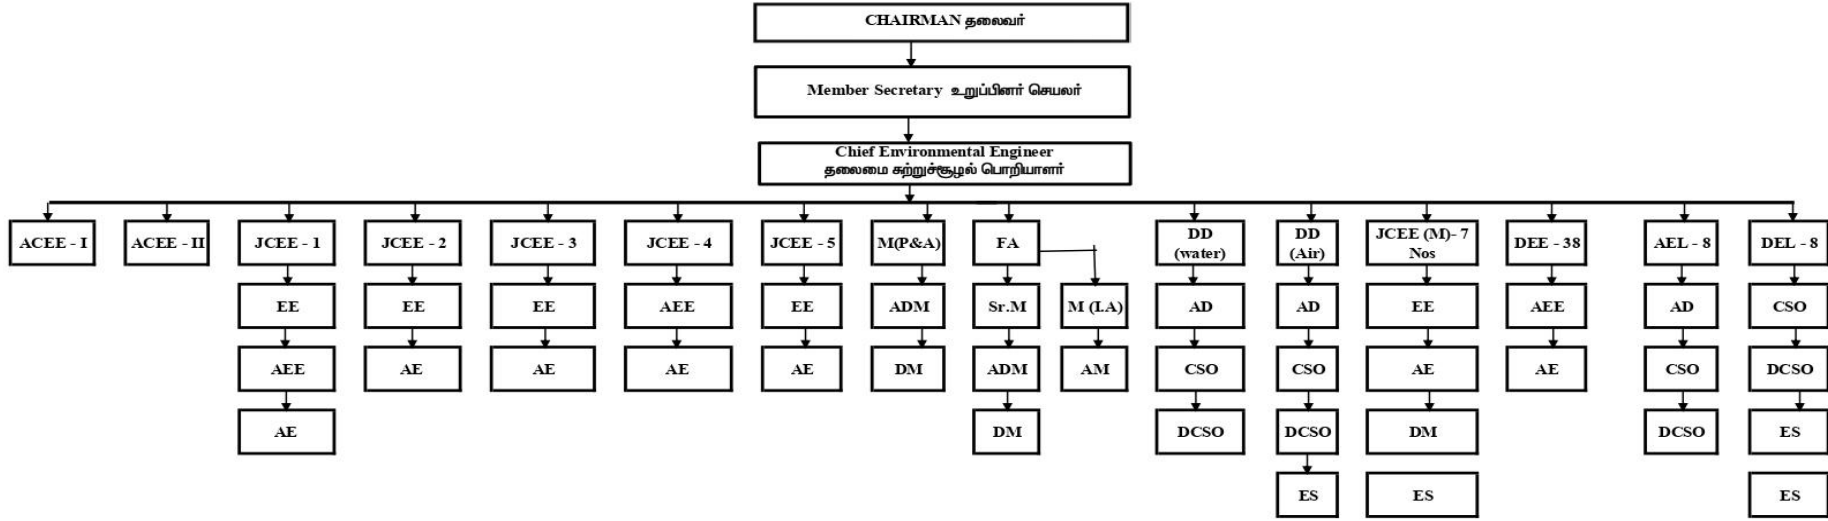 CHAIRMAN தலைவர்
Member Secretary உறுப்பினர் செயலர்
Chief Environmental Engineer
தலைமை சுற்றுச்சூழல் பொறியாளர்
ACEE - I
ACEE - II
JCEE - 1
JCEE - 2
JCEE - 3
JCEE - 4
JCEE - 5
M(P&A)
FA
DD
(water)
DD
(Air)
JCEE (M)- 7
Nos
DEE - 38
AEL - 8
DEL - 8
EE
EE
EE
AEE
EE
ADM
Sr.M
M (I.A)
AD
AD
EE
AEE
AD
CSO
AEE
AE
AE
AE
AE
DM
ADM
AM
CSO
CSO
AE
AE
CSO
DCSO
AE
DM
DCSO
DCSO
DM
DCSO
ES
ES
ES
ES